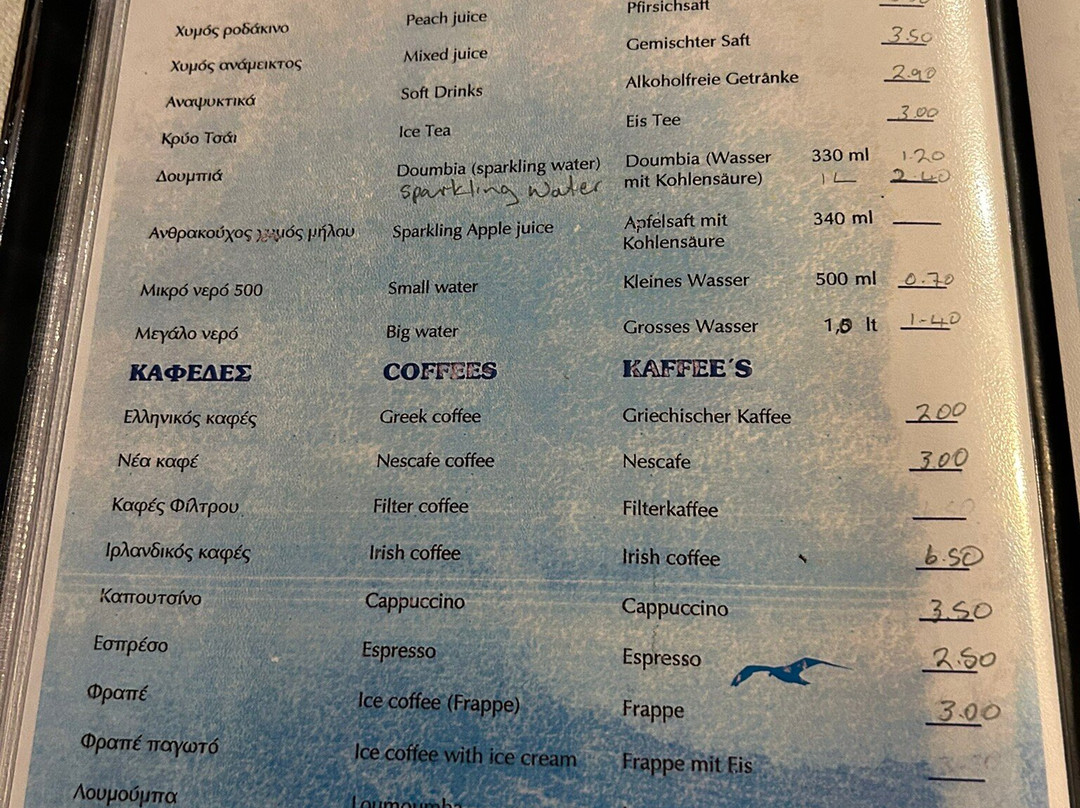 Χυμός ροδάκινο Peach juice Pfirsichsaft
Χυμός ανάμεικτος Mixed juice Gemischter Saft 3.50
Αναψυκτικά Soft Drinks Alkoholfreie Getränke 2.90
Κρύο Τσάι Ice Tea Eis Tee 3.00
Δουμπιά Doumbia (sparkling water) Doumbia (Wasser 330 ml 1.20
sparkling water mit Kohlensäure) 1L 2.40
Ανθρακούχος χυμός μήλου Sparkling Apple juice Apfelsaft mit 340 ml
Kohlensäure
Μικρό νερό 500 Small water Kleines Wasser 500 ml 0.70
Μεγάλο νερό Big water Grosses Wasser 1,5 lt 1-40
ΚΑΦΕΔΕΣ COFFEES KAFFEE´S
Ελληνικός καφές Greek coffee Griechischer Kaffee 200
Νέα καφέ Nescafe coffee Nescafe 3.00
Καφές Φίλτρου Filter coffee Filterkaffee
Ιρλανδικός καφές Irish coffee Irish coffee 6.50
Καπουτσίνο Cappuccino Cappuccino 3.50
Εσπρέσο Espresso Espresso 2.50
Φραπέ Ice coffee (Frappe) Frappe 3.00
Φραπέ παγωτό Ice coffee with ice cream Frappe mit Eis
Λουμούμπα Loumoumba